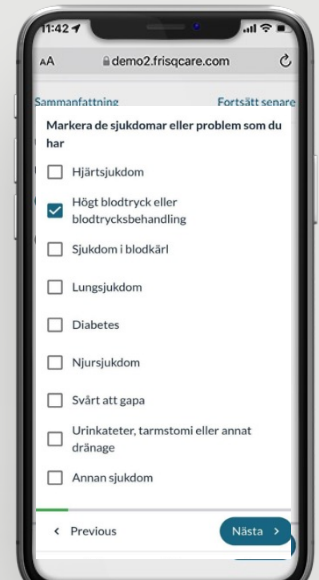 11:42
AA demo2.frisqcare.com
Sammanfattning Fortsätt senare
Markera de sjukdomar eller problem som du
har
Hjärtsjukdom
Högt blodtryck eller
blodtrycksbehandling
Sjukdom i blodkärl
Lungsjukdom
Diabetes
Njursjukdom
Svårt att gapa
Urinkateter, tarmstomi eller annat
dränage
Annan sjukdom
Previous Nästa